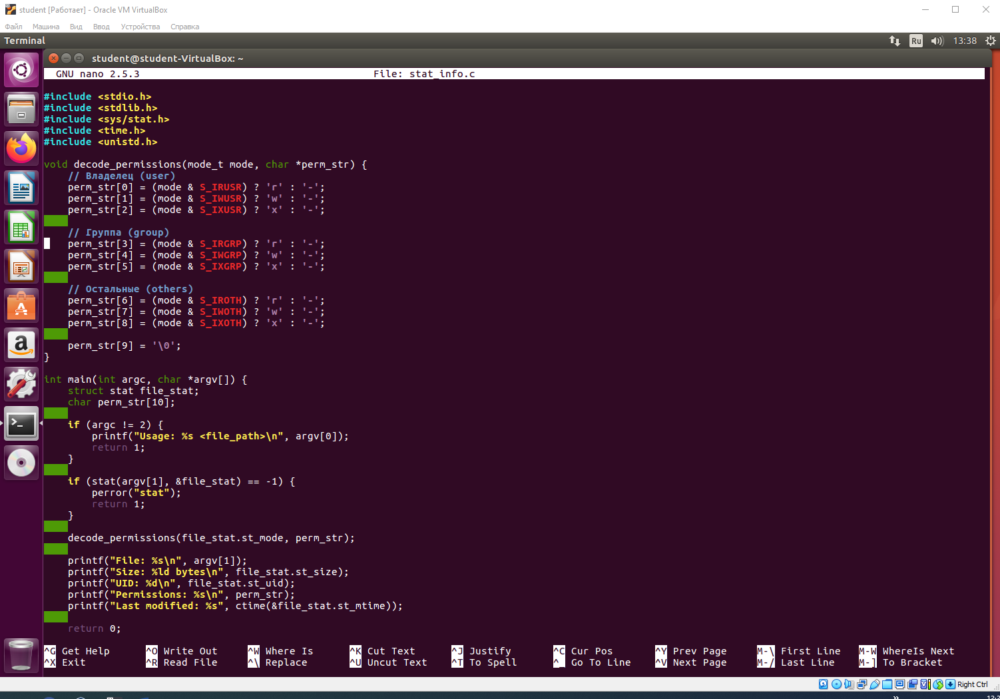 student [Работает] - Oracle VM VirtualBox
Файл Машина Вид Ввод Устройства Справка
Terminal Ru 13:38
student@student-VirtualBox: ~
GNU nano 2.5.3 File: stat_info.c
#include <stdio.h>
#include <stdlib.h>
#include <sys/stat.h>
#include <time.h>
#include <unistd.h>
void decode_permissions(mode_t mode, char *perm_str) {
// Владелец (user)
perm_str[0] = (mode & S_IRUSR) ? 'r' : '-';
perm_str[1] = (mode & S_IWUSR) ? 'w' : '-';
perm_str[2] = (mode & S_IXUSR) ? 'x' : '-';
// Группа (group)
perm_str[3] = (mode & S_IRGRP) ? 'r' : '-';
perm_str[4] = (mode & S_IWGRP) ? 'w' : '-';
perm_str[5] = (mode & S_IXGRP) ? 'x' : '-';
// Остальные (others)
perm_str[6] = (mode & S_IROTH) ? 'r' : '-';
perm_str[7] = (mode & S_IWOTH) ? 'w' : '-';
perm_str[8] = (mode & S_IXOTH) ? 'x' : '-';
perm_str[9] = '\0';
}
int main(int argc, char *argv[]) {
struct stat file_stat;
char perm_str[10];
if (argc != 2) {
printf("Usage: %s <file_path>\n", argv[0]);
return 1;
}
if (stat(argv[1], &file_stat) == -1) {
perror("stat");
return 1;
}
decode_permissions(file_stat.st_mode, perm_str);
printf("File: %s\n", argv[1]);
printf("Size: %ld bytes\n", file_stat.st_size);
printf("UID: %d\n", file_stat.st_uid);
printf("Permissions: %s\n", perm_str);
printf("Last modified: %s", ctime(&file_stat.st_mtime));
return 0;
^G Get Help ^O Write Out ^W Where Is ^K Cut Text ^J Justify ^C Cur Pos ^Y Prev Page M-\ First Line M-W WhereIs Next
^X Exit ^R Read File ^\ Replace ^U Uncut Text ^T To Spell ^_ Go To Line ^V Next Page M-/ Last Line M-] To Bracket
Right Ctrl